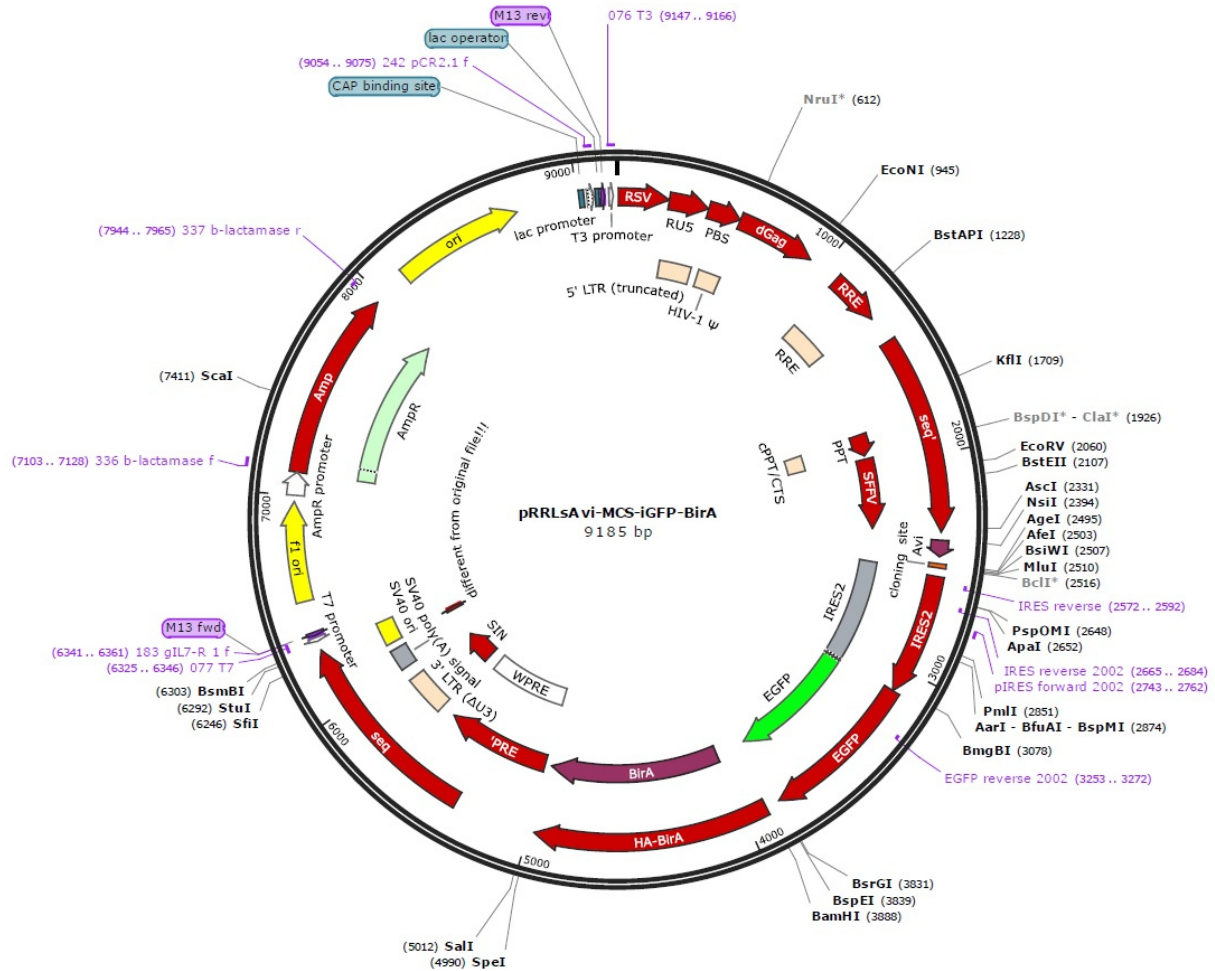 M13 rev
076 T3 (9147 .. 9166)
lac operator
(9054 .. 9075) 242 pCR2.1 f
CAP binding site
NruI* (612)
EcoNI (945)
BstAPI (1228)
KflI (1709)
BspDI* - ClaI* (1926)
EcoRV (2060)
BstEII (2107)
AscI (2331)
NsiI (2394)
AgeI (2495)
AfeI (2503)
BsiWI (2507)
MluI (2510)
BclI* (2516)
IRES reverse (2572 .. 2592)
PspOMI (2648)
ApaI (2652)
IRES reverse 2002 (2665 .. 2684)
pIRES forward 2002 (2743 .. 2762)
PmlI (2851)
AarI - BfuAI - BspMI (2874)
BmgBI (3078)
EGFP reverse 2002 (3253 .. 3272)
BsrGI (3831)
BspEI (3839)
BamHI (3888)
(5012) SalI
(4990) SpeI
(6303) BsmBI
(6292) StuI
(6246) SfiI
M13 fwd
(6341 .. 6361) 183 gIL7-R 1 f
(6325 .. 6346) 077 T7
(7103 .. 7128) 336 b-lactamase f
(7411) ScaI
(7944 .. 7965) 337 b-lactamase r
1000
2000
3000
4000
5000
6000
7000
8000
9000
lac promoter
T3 promoter
RSV
RU5
PBS
dGag
RRE
seq'
Avi
cloning site
IRES2
EGFP
HA-BirA
seq
T7 promoter
f1 ori
AmpR promoter
Amp
ori
5' LTR (truncated)
HIV-1 Ψ
RRE
PPT
cPPT/CTS
SFFV
IRES2
EGFP
BirA
'PRE
WPRE
SIN
3' LTR (ΔU3)
SV40 poly(A) signal
SV40 ori
AmpR
different from original file!!!
pRRLsAvi-MCS-iGFP-BirA
9185 bp